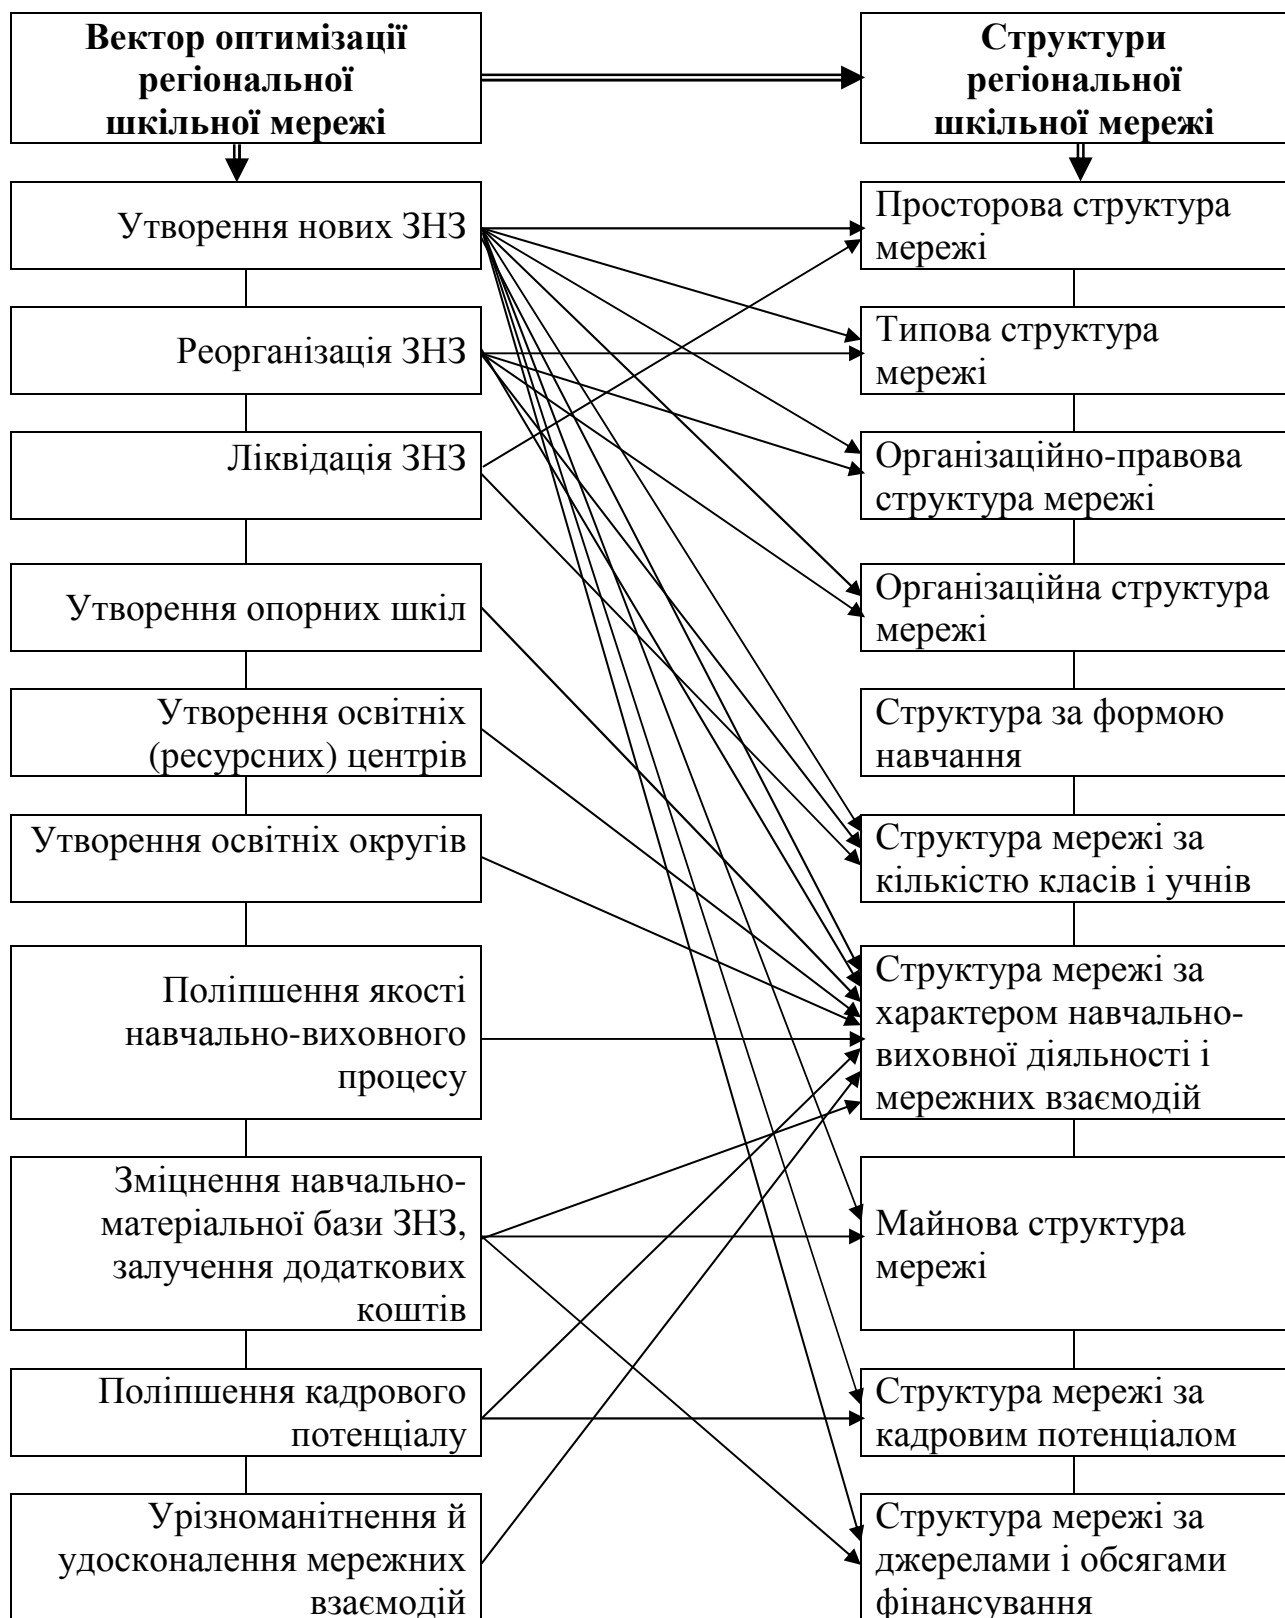 Вектор оптимізації
регіональної
шкільної мережі
Структури
регіональної
шкільної мережі
Утворення нових ЗНЗ
Просторова структура
мережі
Реорганізація ЗНЗ
Типова структура
мережі
Ліквідація ЗНЗ
Організаційно-правова
структура мережі
Утворення опорних шкіл
Організаційна структура
мережі
Утворення освітніх
(ресурсних) центрів
Структура за формою
навчання
Утворення освітніх округів
Структура мережі за
кількістю класів і учнів
Поліпшення якості
навчально-виховного
процесу
Структура мережі за
характером навчально-
виховної діяльності і
мережних взаємодій
Зміцнення навчально-
матеріальної бази ЗНЗ,
залучення додаткових
коштів
Майнова структура
мережі
Поліпшення кадрового
потенціалу
Структура мережі за
кадровим потенціалом
Урізноманітнення й
удосконалення мережних
взаємодій
Структура мережі за
джерелами і обсягами
фінансування